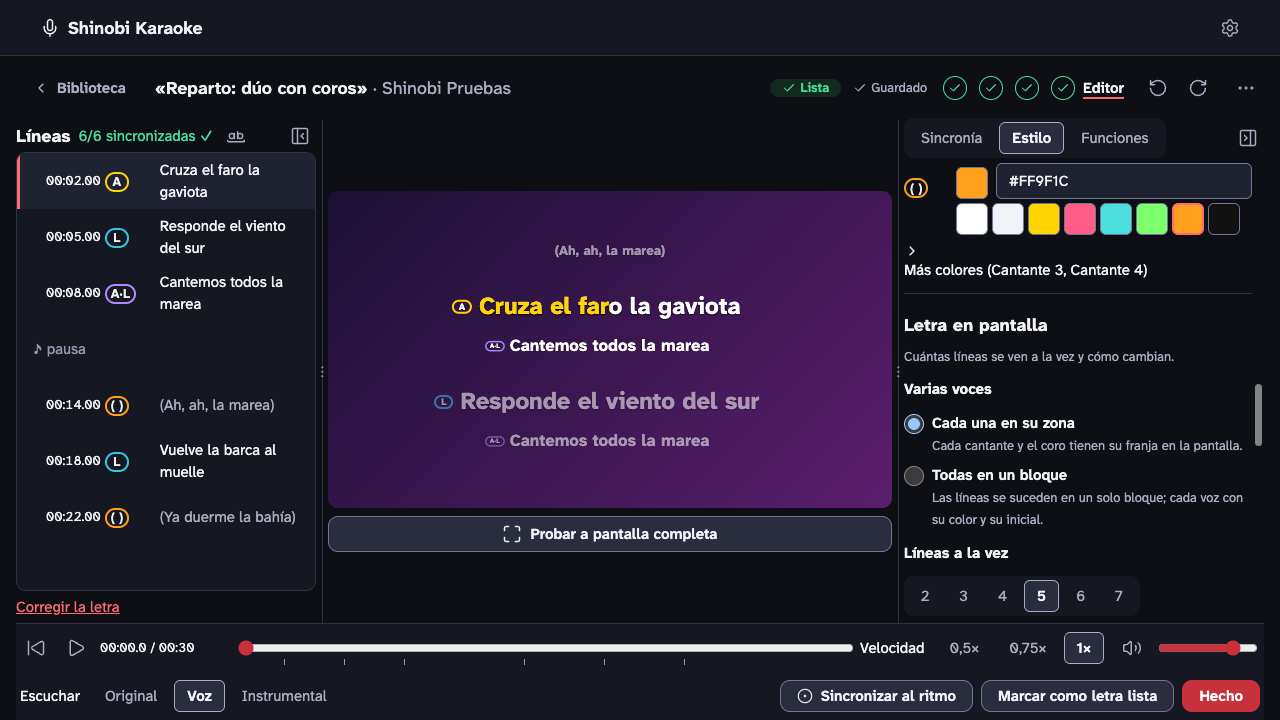 Shinobi Karaoke
Biblioteca
«Reparto: dúo con coros» · Shinobi Pruebas
Lista
Guardado
Editor
Líneas
6/6 sincronizadas
ab
00:02.00 A Cruza el faro la
gaviota
00:05.00 L Responde el viento
del sur
00:08.00 A·L Cantemos todos la
marea
♪ pausa
00:14.00 ( ) (Ah, ah, la marea)
00:18.00 L Vuelve la barca al
muelle
00:22.00 ( ) (Ya duerme la bahía)
Corregir la letra
(Ah, ah, la marea)
A Cruza el faro la gaviota
A·L Cantemos todos la marea
L Responde el viento del sur
A·L Cantemos todos la marea
Probar a pantalla completa
Sincronía
Estilo
Funciones
( ) #FF9F1C
Más colores (Cantante 3, Cantante 4)
Letra en pantalla
Cuántas líneas se ven a la vez y cómo cambian.
Varias voces
Cada una en su zona
Cada cantante y el coro tienen su franja en la pantalla.
Todas en un bloque
Las líneas se suceden en un solo bloque; cada voz con
su color y su inicial.
Líneas a la vez
2 3 4 5 6 7
00:00.0 / 00:30
Velocidad
0,5×
0,75×
1×
Escuchar
Original
Voz
Instrumental
Sincronizar al ritmo
Marcar como letra lista
Hecho